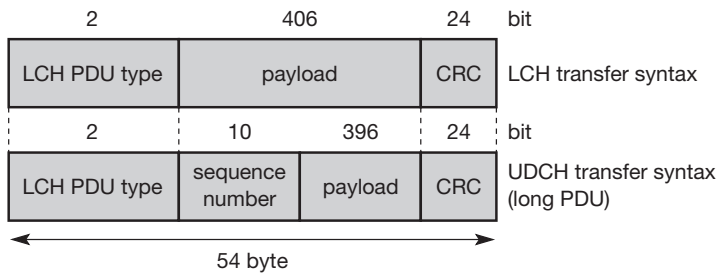 2 406 24 bit
LCH PDU type payload CRC LCH transfer syntax
2 10 396 24 bit
LCH PDU type sequence number payload CRC UDCH transfer syntax (long PDU)
54 byte